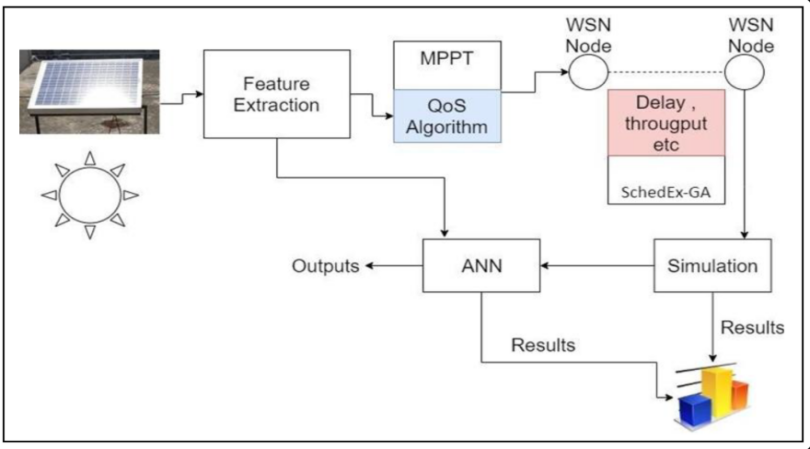 WSN
Node
WSN
Node
MPPT
Feature
Extraction
QoS
Algorithm
Delay ,
througput
etc
SchedEx-GA
Outputs
ANN
Simulation
Results
Results